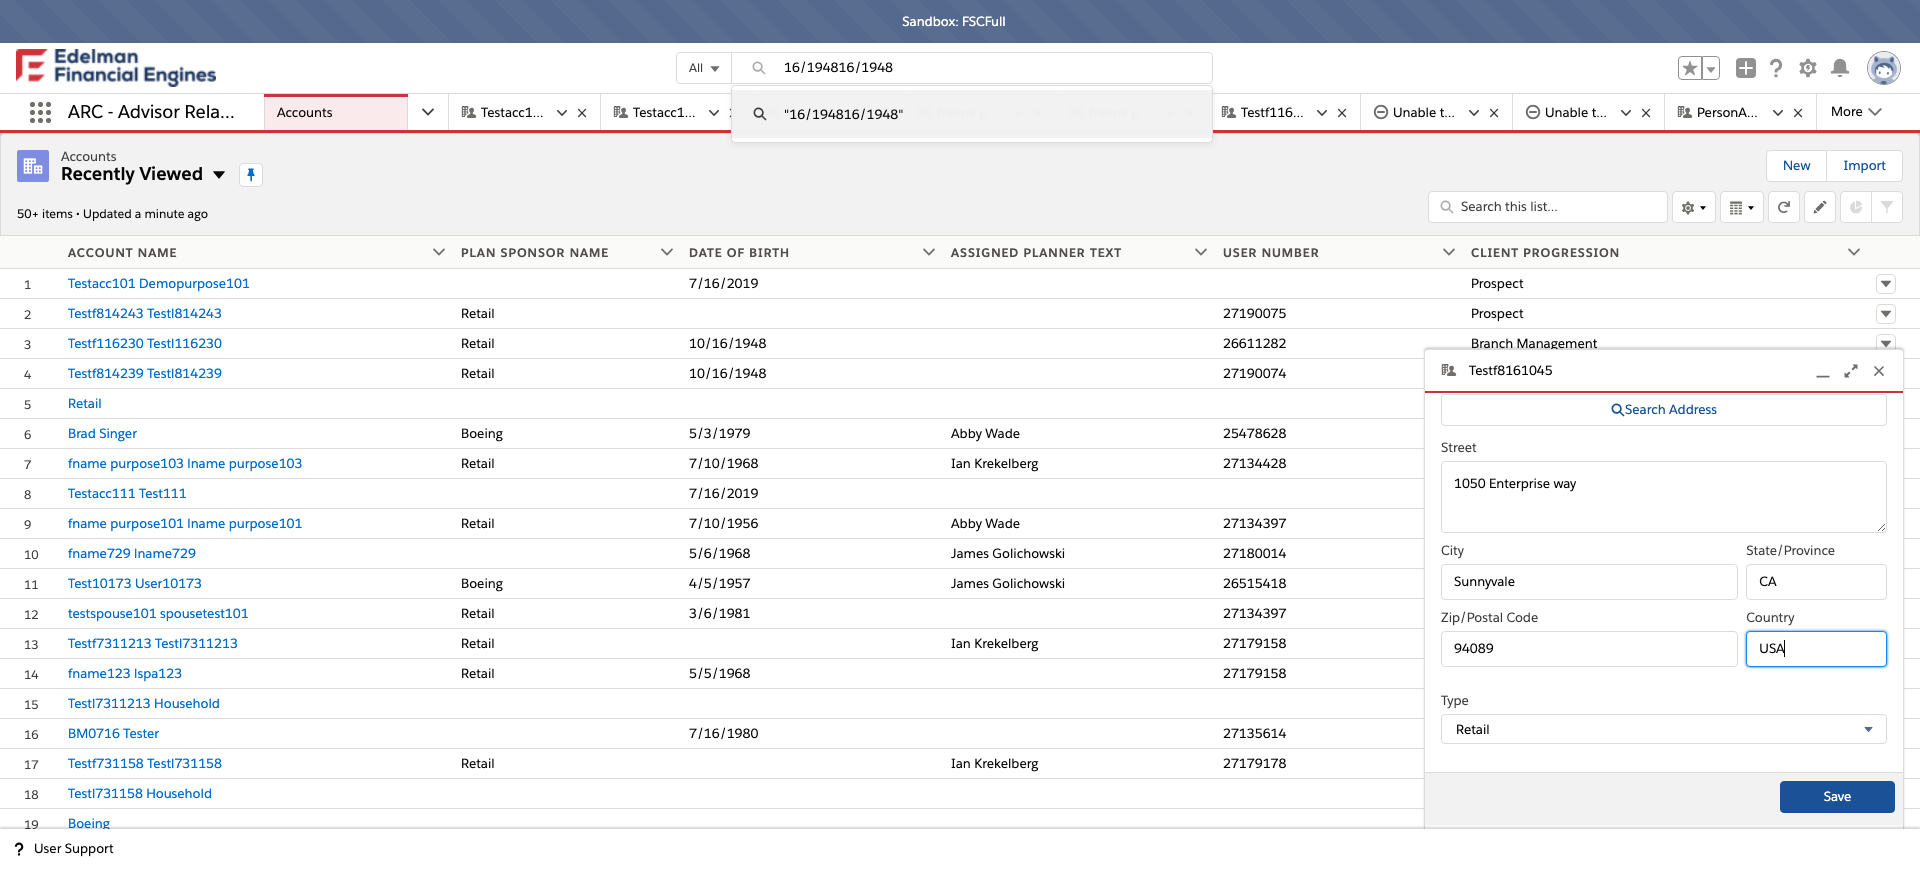 Sandbox: FSCFull
Edelman
Financial Engines
All
16/194816/1948
"16/194816/1948"
ARC - Advisor Rela...
Accounts
Testacc1...
Testacc1...
Testf116...
Unable t...
Unable t...
PersonA...
More
Accounts
Recently Viewed
New
Import
50+ items • Updated a minute ago
Search this list...
ACCOUNT NAME PLAN SPONSOR NAME DATE OF BIRTH ASSIGNED PLANNER TEXT USER NUMBER CLIENT PROGRESSION
1 Testacc101 Demopurpose101 7/16/2019 Prospect
2 Testf814243 Testl814243 Retail 27190075 Prospect
3 Testf116230 Testl116230 Retail 10/16/1948 26611282 Branch Management
4 Testf814239 Testl814239 Retail 10/16/1948 27190074
5 Retail
6 Brad Singer Boeing 5/3/1979 Abby Wade 25478628
7 fname purpose103 lname purpose103 Retail 7/10/1968 Ian Krekelberg 27134428
8 Testacc111 Test111 7/16/2019
9 fname purpose101 lname purpose101 Retail 7/10/1956 Abby Wade 27134397
10 fname729 lname729 5/6/1968 James Golichowski 27180014
11 Test10173 User10173 Boeing 4/5/1957 James Golichowski 26515418
12 testspouse101 spousetest101 Retail 3/6/1981 27134397
13 Testf7311213 Testl7311213 Retail Ian Krekelberg 27179158
14 fname123 lspa123 Retail 5/5/1968 27179158
15 Testl7311213 Household
16 BM0716 Tester 7/16/1980 27135614
17 Testf731158 Testl731158 Retail Ian Krekelberg 27179178
18 Testl731158 Household
19 Boeing
Testf8161045
Search Address
Street
1050 Enterprise way
City
State/Province
Sunnyvale
CA
Zip/Postal Code
Country
94089
USA
Type
Retail
Save
? User Support